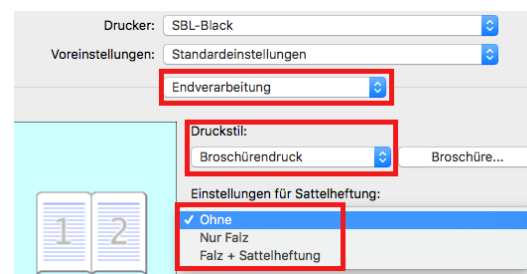 Drucker: SBL-Black
Voreinstellungen: Standardeinstellungen
Endverarbeitung
Druckstil:
Broschürendruck Broschüre...
Einstellungen für Sattelheftung:
✓ Ohne
Nur Falz
Falz + Sattelheftung
1 2